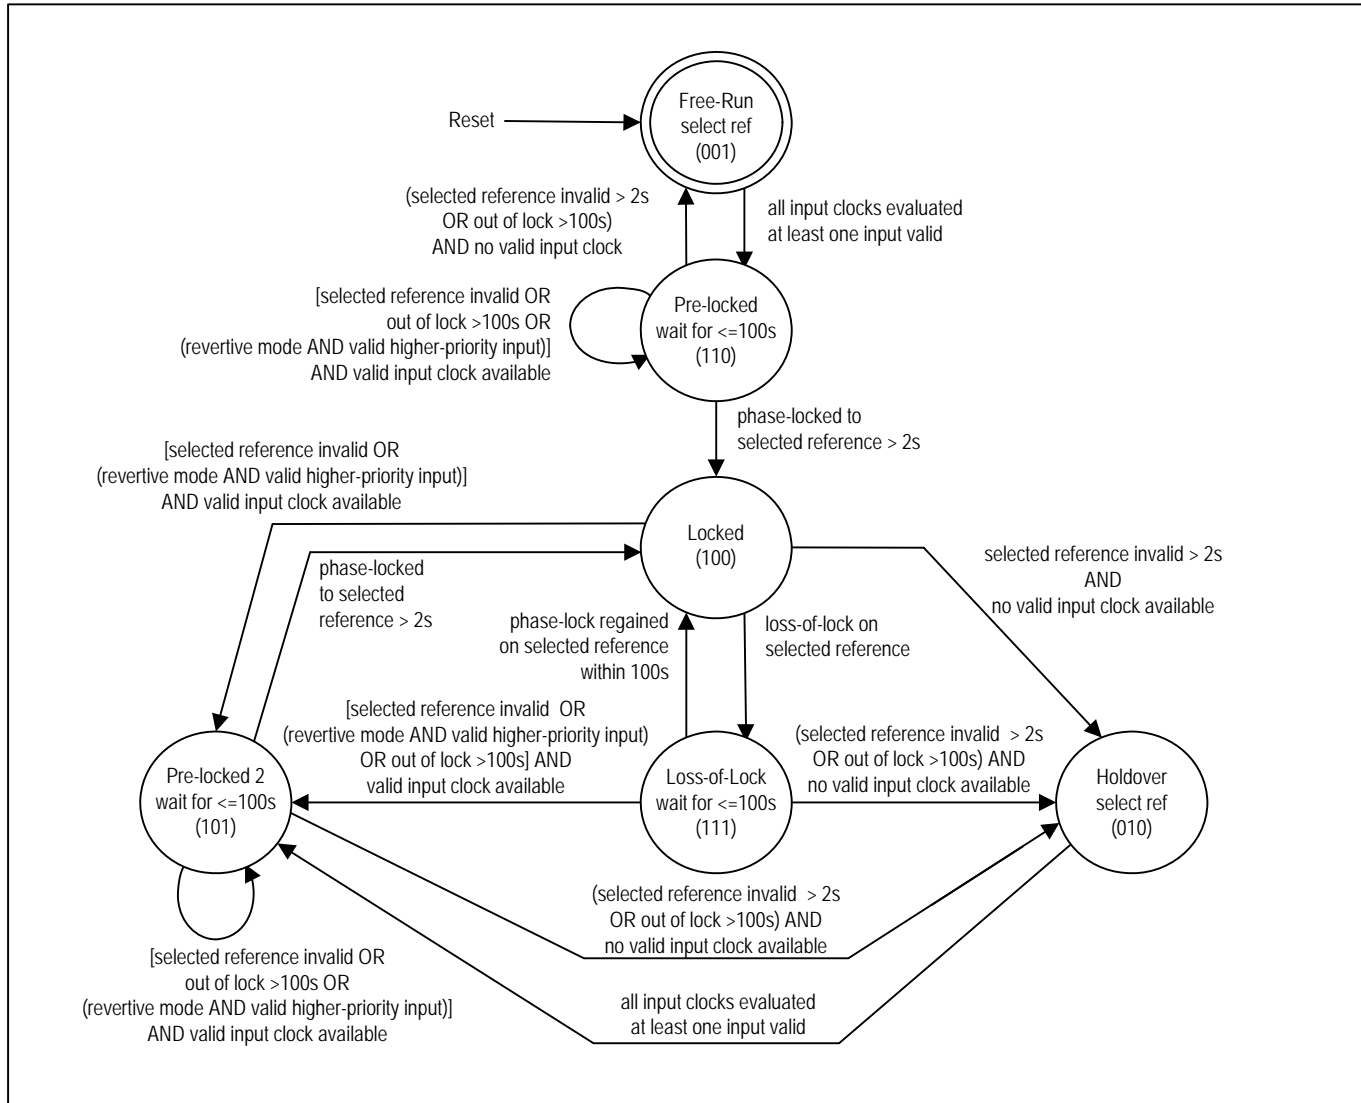 Free-Run
select ref
(001)
Reset
(selected reference invalid > 2s
OR out of lock >100s)
AND no valid input clock
all input clocks evaluated
at least one input valid
[selected reference invalid OR
out of lock >100s OR
(revertive mode AND valid higher-priority input)]
AND valid input clock available
Pre-locked
wait for <=100s
(110)
phase-locked to
selected reference > 2s
[selected reference invalid OR
(revertive mode AND valid higher-priority input)]
AND valid input clock available
Locked
(100)
phase-locked
to selected
reference > 2s
selected reference invalid > 2s
AND
no valid input clock available
phase-lock regained
on selected reference
within 100s
loss-of-lock on
selected reference
[selected reference invalid OR
(revertive mode AND valid higher-priority input)
OR out of lock >100s] AND
valid input clock available
(selected reference invalid > 2s
OR out of lock >100s) AND
no valid input clock available
Pre-locked 2
wait for <=100s
(101)
Loss-of-Lock
wait for <=100s
(111)
Holdover
select ref
(010)
(selected reference invalid > 2s
OR out of lock >100s) AND
no valid input clock available
[selected reference invalid OR
out of lock >100s OR
(revertive mode AND valid higher-priority input)]
AND valid input clock available
all input clocks evaluated
at least one input valid